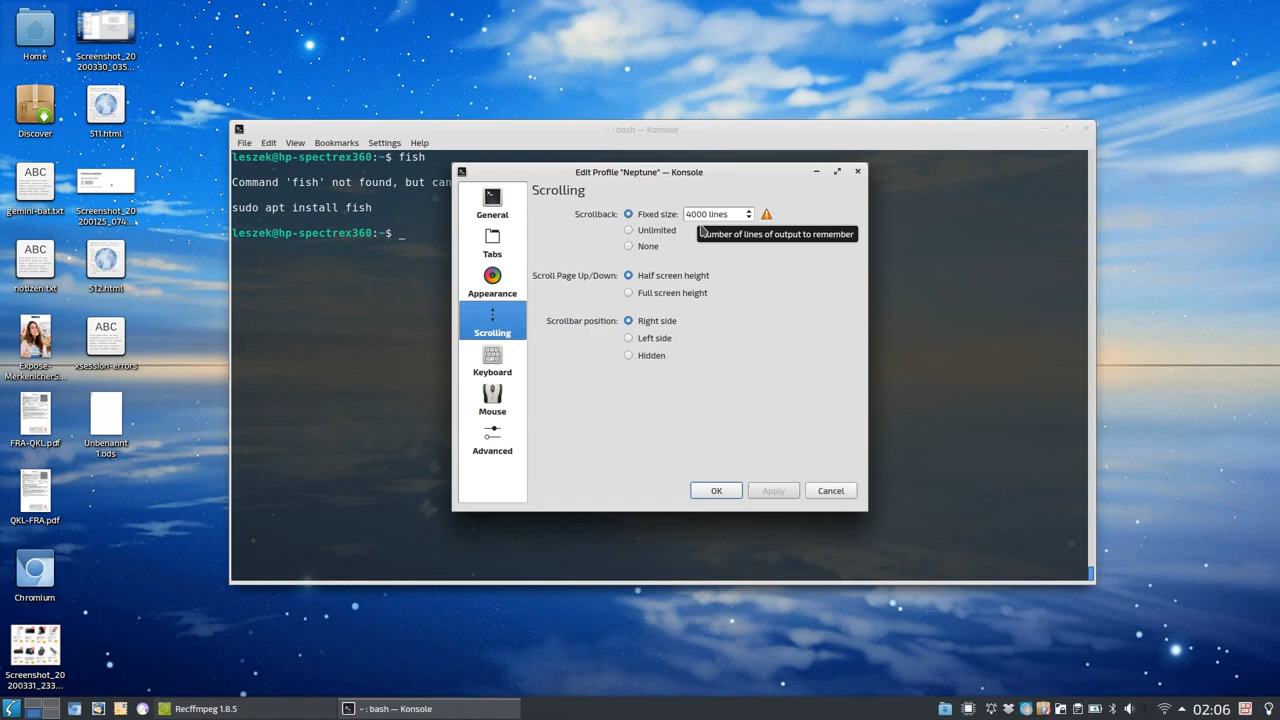 Home
Screenshot_20
200330_035...
Discover
511.html
ABC
gemini-bat.txt
Screenshot_20
200125_074...
ABC
notizen.txt
512.html
ABC
Expose-
MerkenicherS...
xsession-errors
FRA-QKL.pdf
Unbenannt
1.ods
QKL-FRA.pdf
Chromium
Screenshot_20
200331_233...
~ : bash — Konsole
File Edit View Bookmarks Settings Help
leszek@hp-spectrex360:~$ fish
Command 'fish' not found, but can
sudo apt install fish
leszek@hp-spectrex360:~$ _
Edit Profile "Neptune" — Konsole
General
Tabs
Appearance
Scrolling
Keyboard
Mouse
Advanced
Scrolling
Scrollback: Fixed size: 4000 lines
Unlimited
umber of lines of output to remember
None
Scroll Page Up/Down: Half screen height
Full screen height
Scrollbar position: Right side
Left side
Hidden
OK Apply Cancel
Recffmpeg 1.8.5
~ : bash — Konsole
02:06